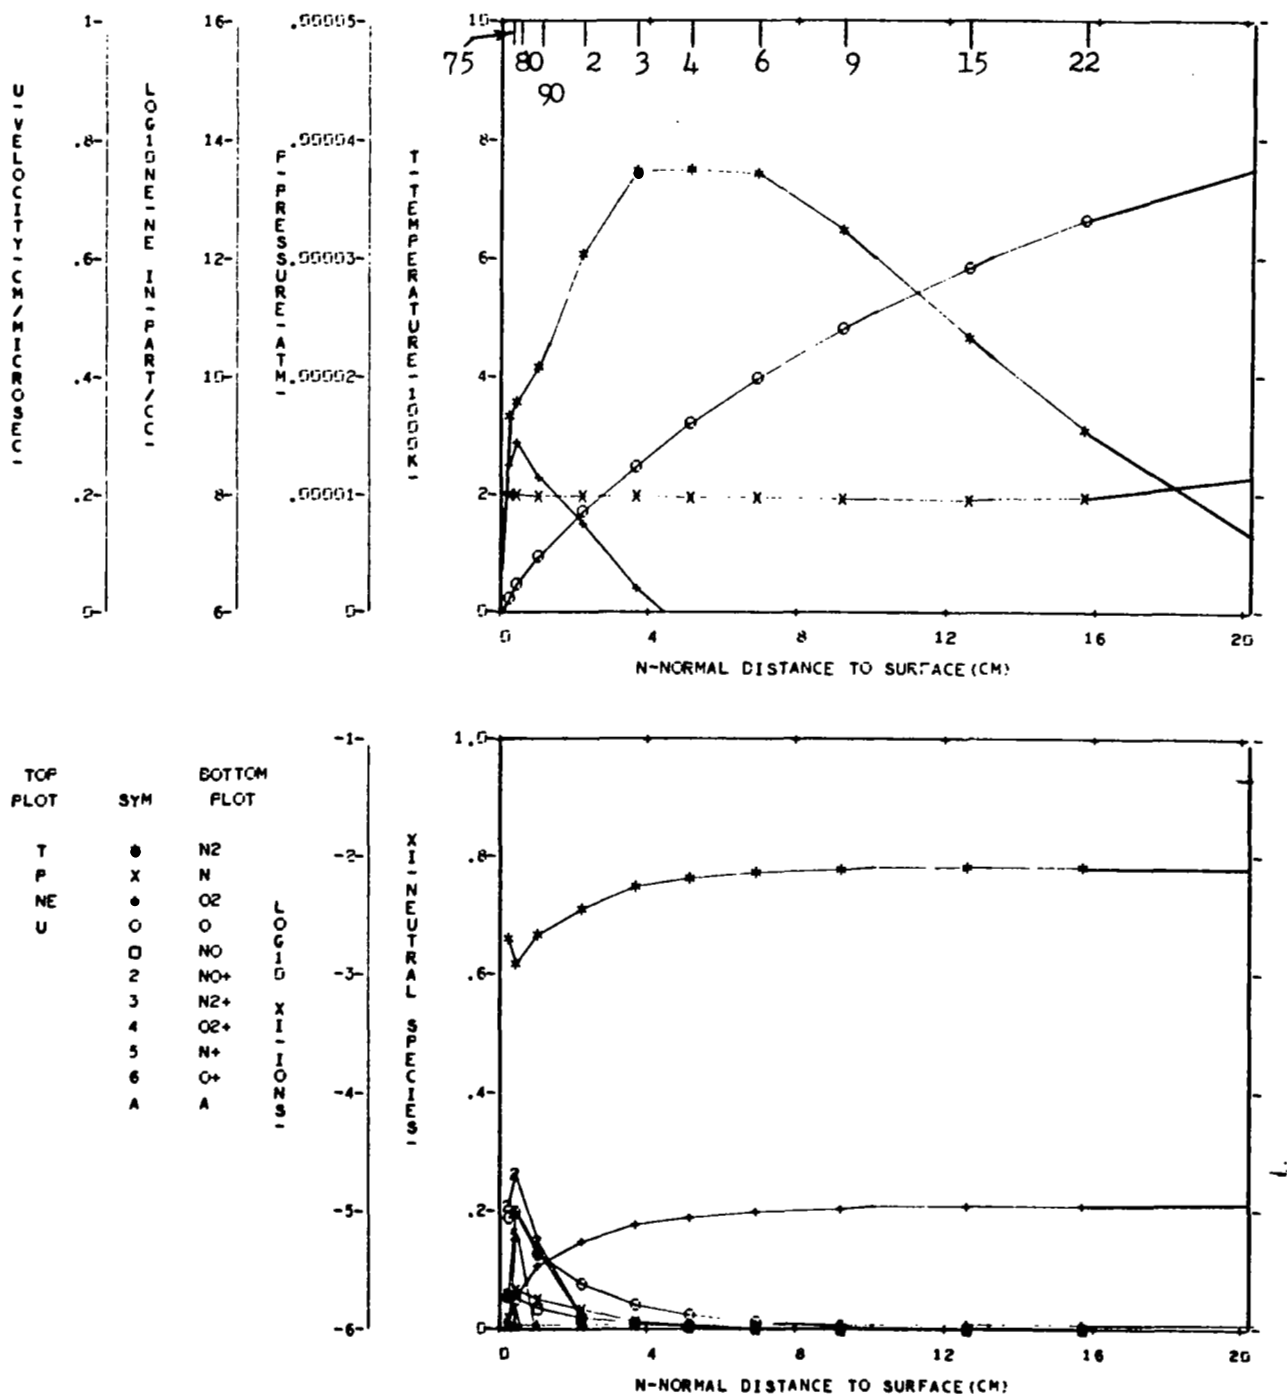 1-
.8-
.6-
.4-
.2-
0-
U-VELOCITY-CM/MICROSEC-
16-
14-
12-
10-
8-
6-
LOG10NE-NE IN-PART/CC-
.00005-
.00004-
.00003-
.00002-
.00001-
0-
P-PRESSURE-ATM-
10-
8-
6-
4-
2-
0-
T-TEMPERATURE-1000K-
75 80 90 2 3 4 6 9 15 22
0 4 8 12 16 20
N-NORMAL DISTANCE TO SURFACE(CM)
TOP BOTTOM
PLOT SYM PLOT
T N2
P X N
NE O2
U O
NO
2 NO+
3 N2+
4 O2+
5 N+
6 O+
A A
-1-
-2-
-3-
-4-
-5-
-6-
LOG10 XI-IONS-
1.0-
.8-
.6-
.4-
.2-
0-
XI-NEUTRAL SPECIES-
0 4 8 12 16 20
N-NORMAL DISTANCE TO SURFACE(CM)